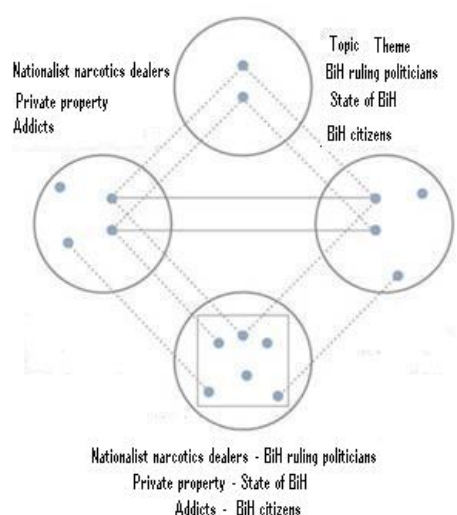 Topic Theme
Nationalist narcotics dealers
BiH ruling politicians
Private property
State of BiH
Addicts
BiH citizens
Nationalist narcotics dealers - BiH ruling politicians
Private property - State of BiH
Addicts - BiH citizens